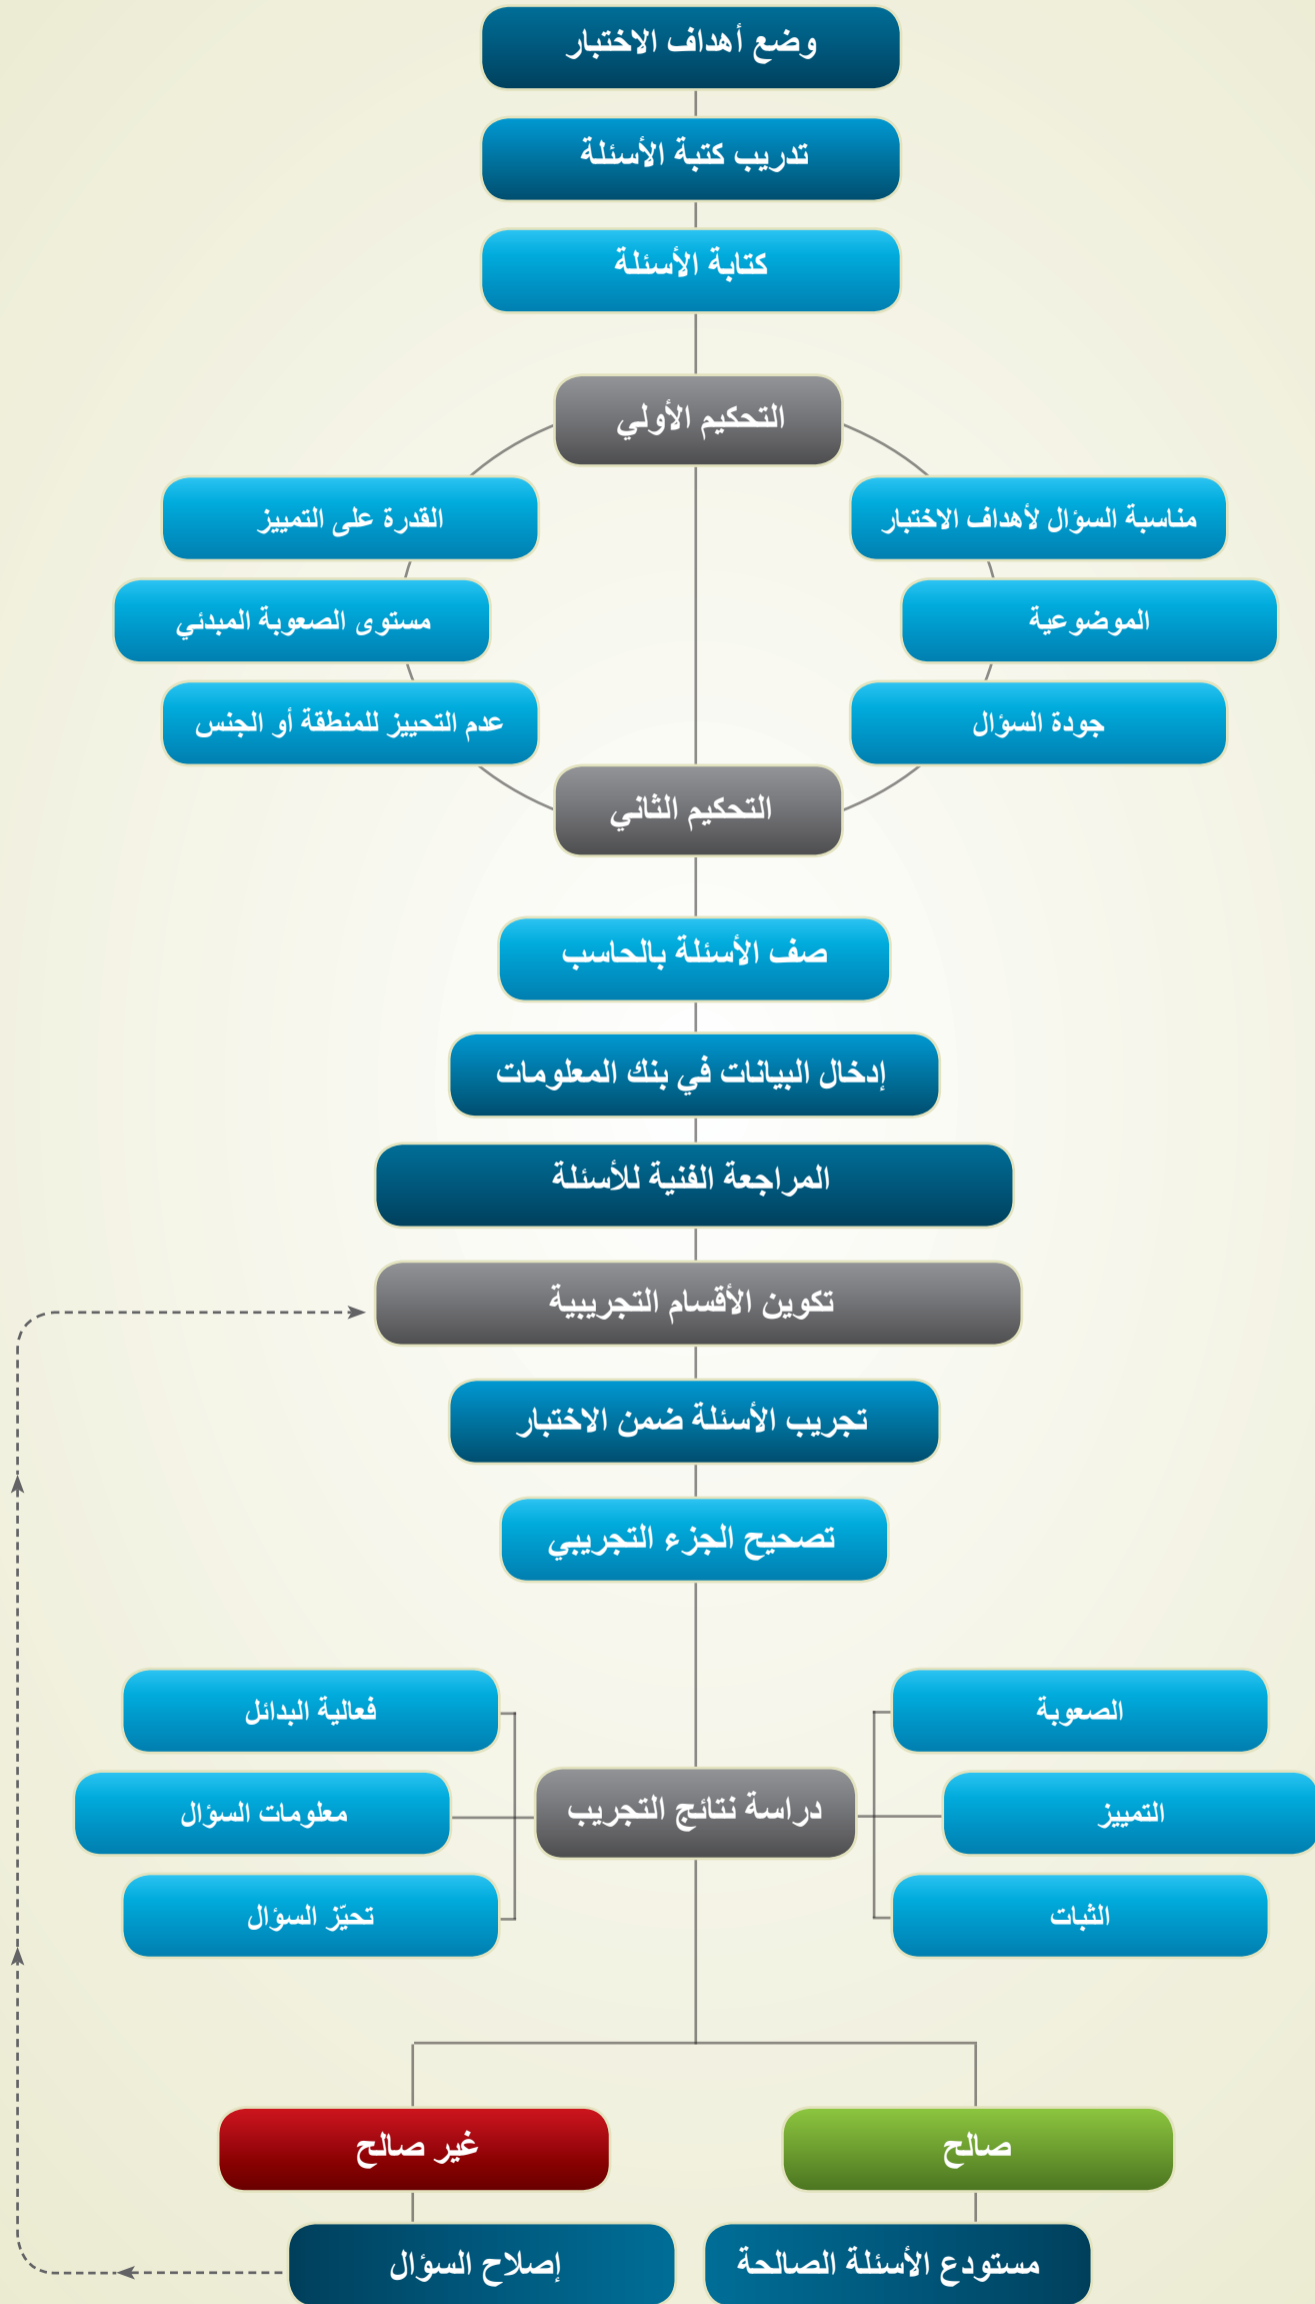 وضع أهداف الاختبار
تدريب كتبة الأسئلة
كتابة الأسئلة
التحكيم الأولي
مناسبة السؤال لأهداف الاختبار
القدرة على التمييز
الموضوعية
مستوى الصعوبة المبدئي
جودة السؤال
عدم التحييز للمنطقة أو الجنس
التحكيم الثاني
صف الأسئلة بالحاسب
إدخال البيانات في بنك المعلومات
المراجعة الفنية للأسئلة
تكوين الأقسام التجريبية
تجريب الأسئلة ضمن الاختبار
تصحيح الجزء التجريبي
الصعوبة
فعالية البدائل
دراسة نتائج التجريب
التمييز
معلومات السؤال
الثبات
تحيّز السؤال
صالح
غير صالح
مستودع الأسئلة الصالحة
إصلاح السؤال